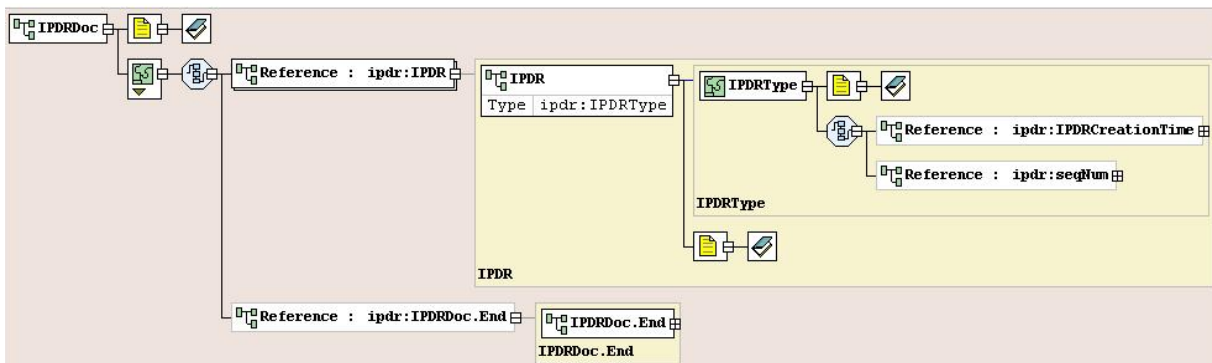 IPDRDoc
Reference : ipdr:IPDR
IPDR
Type ipdr:IPDRType
IPDRType
Reference : ipdr:IPDRCreationTime
Reference : ipdr:seqNum
IPDRType
IPDR
Reference : ipdr:IPDRDoc.End
IPDRDoc.End
IPDRDoc.End